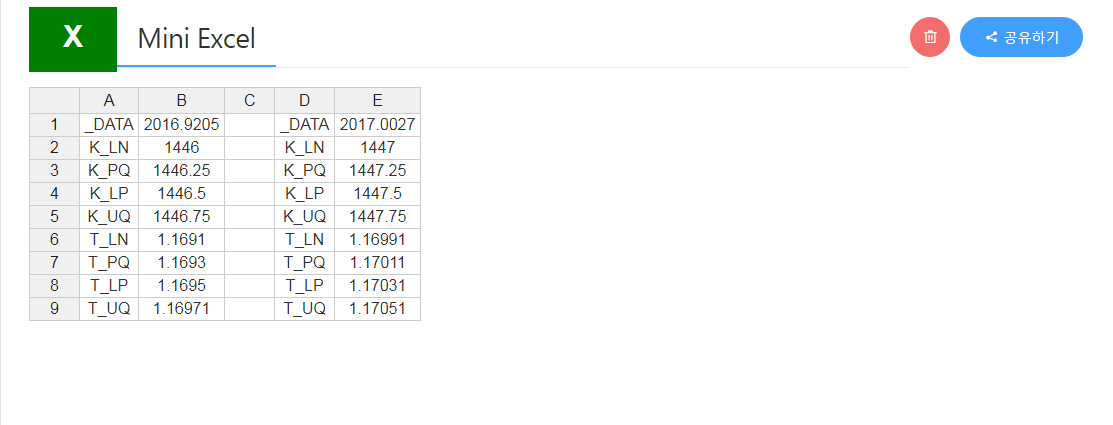 X Mini Excel 공유하기
A B C D E
1 _DATA 2016.9205 _DATA 2017.0027
2 K_LN 1446 K_LN 1447
3 K_PQ 1446.25 K_PQ 1447.25
4 K_LP 1446.5 K_LP 1447.5
5 K_UQ 1446.75 K_UQ 1447.75
6 T_LN 1.1691 T_LN 1.16991
7 T_PQ 1.1693 T_PQ 1.17011
8 T_LP 1.1695 T_LP 1.17031
9 T_UQ 1.16971 T_UQ 1.17051